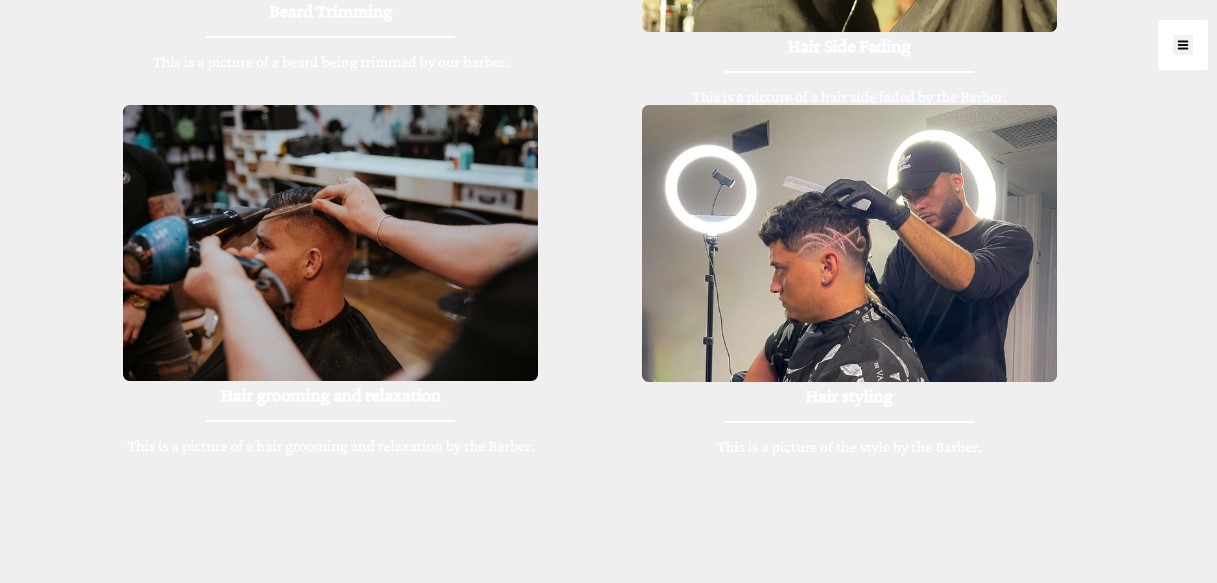 Beard Trimming
This is a picture of a beard being trimmed by our barber.
Hair Side Fading
This is a picture of a hair side faded by the Barber.
Hair grooming and relaxation
This is a picture of a hair grooming and relaxation by the Barber.
Hair styling
This is a picture of the style by the Barber.